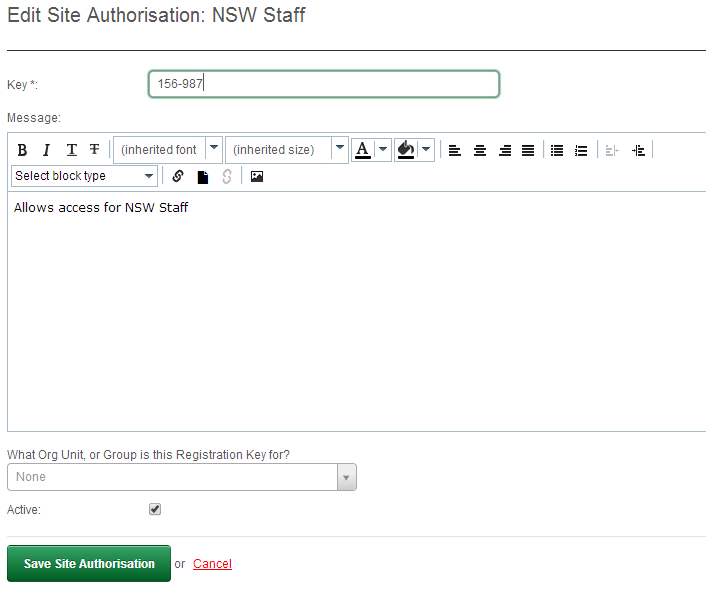 Edit Site Authorisation: NSW Staff
Key *: 156-987
Message:
B I T T (inherited font (inherited size) A
Select block type
Allows access for NSW Staff
What Org Unit, or Group is this Registration Key for?
None
Active:
Save Site Authorisation or Cancel